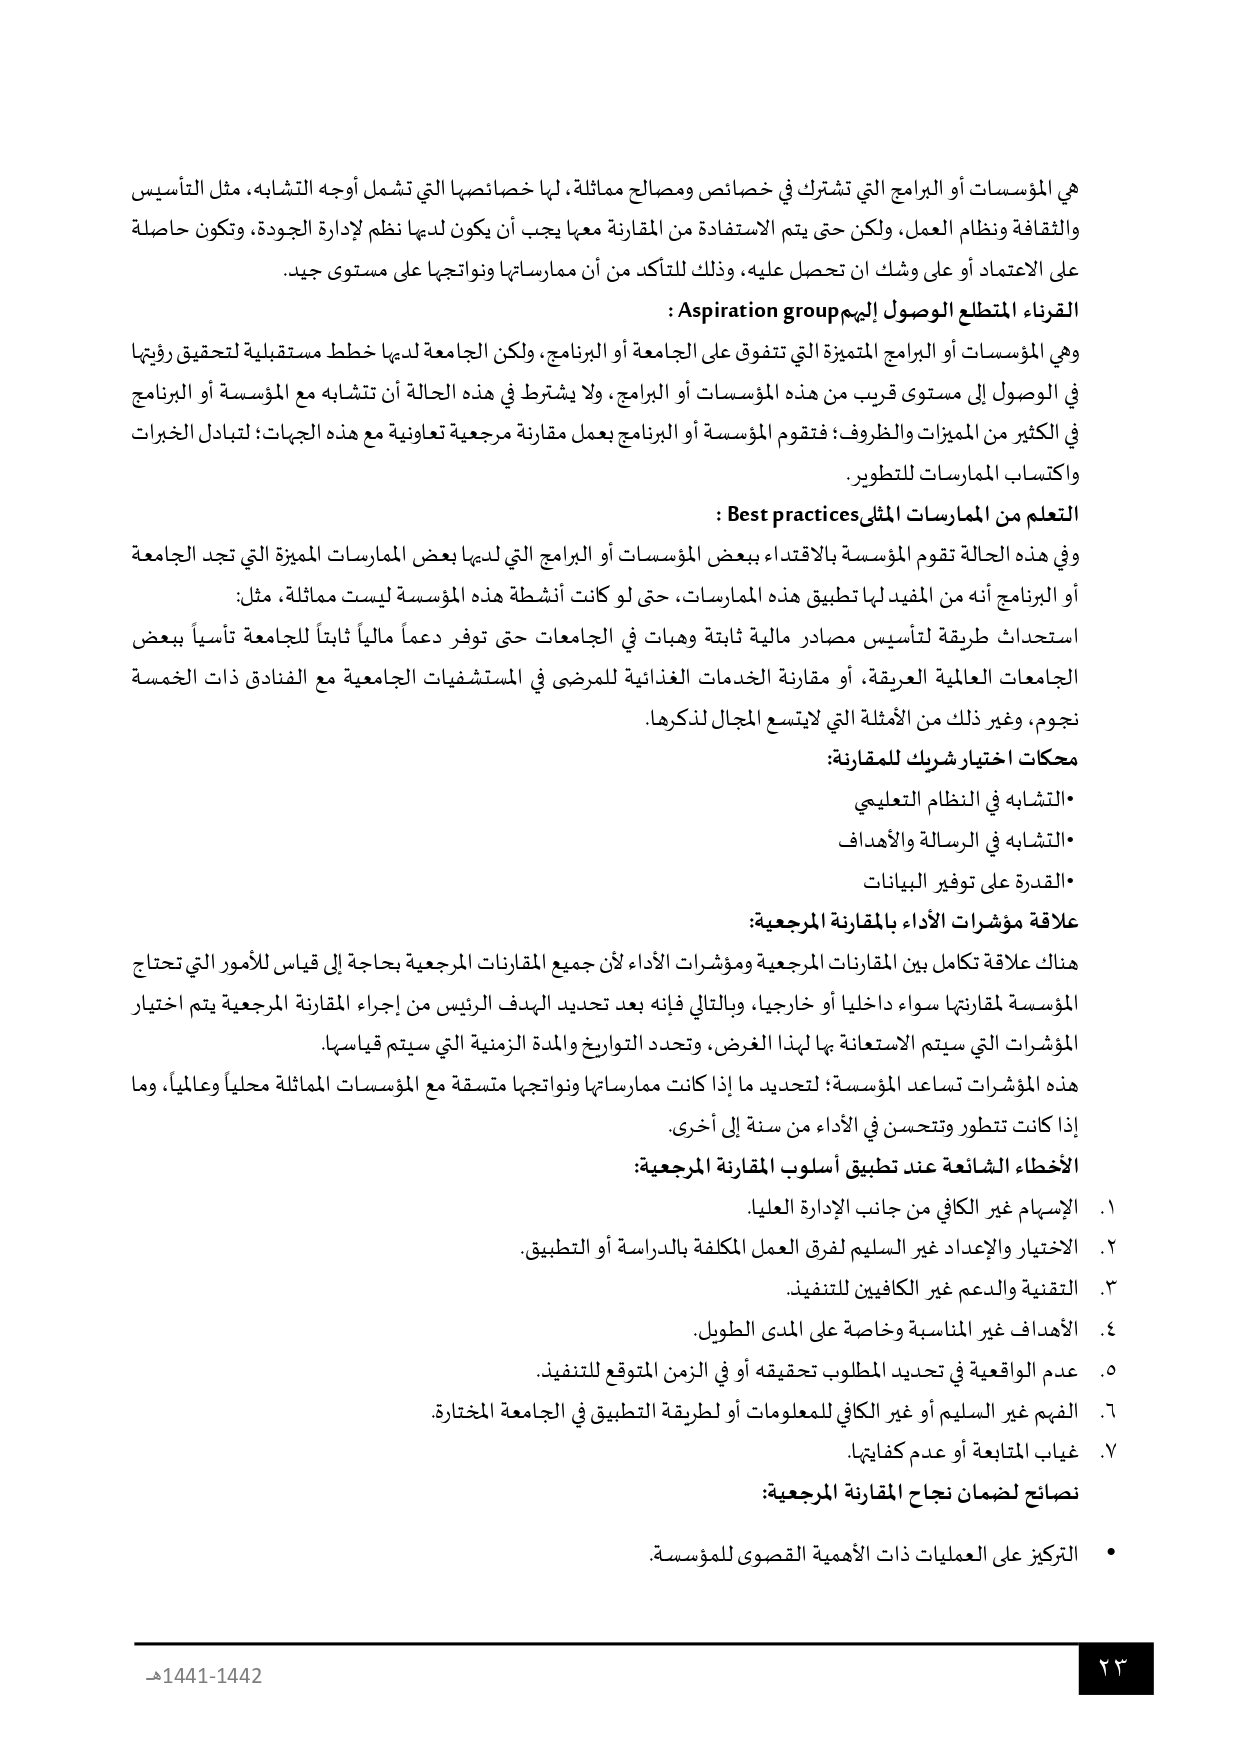 هي المؤسسات أو البرامج التي تشترك في خصائص ومصالح مماثلة، لها خصائصها التي تشمل أوجه التشابه، مثل التأسيس
والثقافة ونظام العمل، ولكن حتى يتم الاستفادة من المقارنة معها يجب أن يكون لديها نظم لإدارة الجودة، وتكون حاصلة
على الاعتماد أو على وشك ان تحصل عليه، وذلك للتأكد من أن ممارساتها ونواتجها على مستوى جيد.
القرناء المتطلع الوصول إليهمAspiration group :
وهي المؤسسات أو البرامج المتميزة التي تتفوق على الجامعة أو البرنامج، ولكن الجامعة لديها خطط مستقبلية لتحقيق رؤيتها
في الوصول إلى مستوى قريب من هذه المؤسسات أو البرامج، ولا يشترط في هذه الحالة أن تتشابه مع المؤسسة أو البرنامج
في الكثير من المميزات والظروف؛ فتقوم المؤسسة أو البرنامج بعمل مقارنة مرجعية تعاونية مع هذه الجهات؛ لتبادل الخبرات
واكتساب الممارسات للتطوير.
التعلم من الممارسات المثلىBest practices :
وفي هذه الحالة تقوم المؤسسة بالاقتداء ببعض المؤسسات أو البرامج التي لديها بعض الممارسات المميزة التي تجد الجامعة
أو البرنامج أنه من المفيد لها تطبيق هذه الممارسات، حتى لو كانت أنشطة هذه المؤسسة ليست مماثلة، مثل:
استحداث طريقة لتأسيس مصادر مالية ثابتة وهبات في الجامعات حتى توفر دعماً مالياً ثابتاً للجامعة تأسياً ببعض
الجامعات العالمية العريقة، أو مقارنة الخدمات الغذائية للمرضى في المستشفيات الجامعية مع الفنادق ذات الخمسة
نجوم، وغير ذلك من الأمثلة التي لايتسع المجال لذكرها.
محكات اختيار شريك للمقارنة:
•التشابه في النظام التعليمي
•التشابه في الرسالة والأهداف
•القدرة على توفير البيانات
علاقة مؤشرات الأداء بالمقارنة المرجعية:
هناك علاقة تكامل بين المقارنات المرجعية ومؤشرات الأداء لأن جميع المقارنات المرجعية بحاجة إلى قياس للأمور التي تحتاج
المؤسسة لمقارنتها سواء داخليا أو خارجيا، وبالتالي فإنه بعد تحديد الهدف الرئيس من إجراء المقارنة المرجعية يتم اختيار
المؤشرات التي سيتم الاستعانة بها لهذا الغرض، وتحدد التواريخ والمدة الزمنية التي سيتم قياسها.
هذه المؤشرات تساعد المؤسسة؛ لتحديد ما إذا كانت ممارساتها ونواتجها متسقة مع المؤسسات المماثلة محلياً وعالمياً، وما
إذا كانت تتطور وتتحسن في الأداء من سنة إلى أخرى.
الأخطاء الشائعة عند تطبيق أسلوب المقارنة المرجعية:
١. الإسهام غير الكافي من جانب الإدارة العليا.
٢. الاختيار والإعداد غير السليم لفرق العمل المكلفة بالدراسة أو التطبيق.
٣. التقنية والدعم غير الكافيين للتنفيذ.
٤. الأهداف غير المناسبة وخاصة على المدى الطويل.
٥. عدم الواقعية في تحديد المطلوب تحقيقه أو في الزمن المتوقع للتنفيذ.
٦. الفهم غير السليم أو غير الكافي للمعلومات أو لطريقة التطبيق في الجامعة المختارة.
٧. غياب المتابعة أو عدم كفايتها.
نصائح لضمان نجاح المقارنة المرجعية:
• التركيز على العمليات ذات الأهمية القصوى للمؤسسة.
٢٣
1441-1442هـ